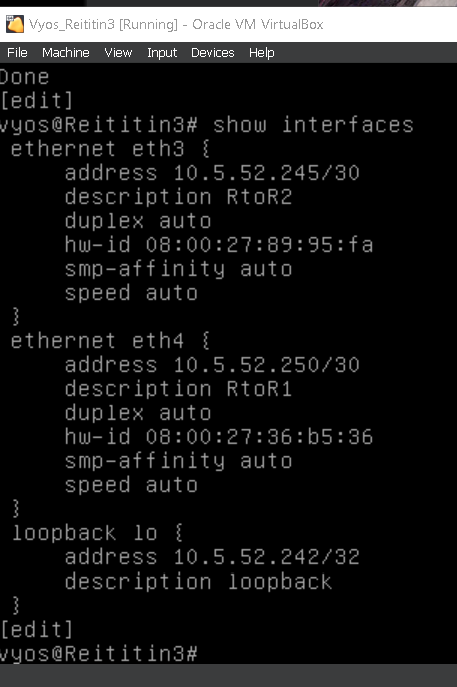 Vyos_Reititin3 [Running] - Oracle VM VirtualBox
File Machine View Input Devices Help
Done
[edit]
vyos@Reititin3# show interfaces
ethernet eth3 {
address 10.5.52.245/30
description RtoR2
duplex auto
hw-id 08:00:27:89:95:fa
smp-affinity auto
speed auto
}
ethernet eth4 {
address 10.5.52.250/30
description RtoR1
duplex auto
hw-id 08:00:27:36:b5:36
smp-affinity auto
speed auto
}
loopback lo {
address 10.5.52.242/32
description loopback
}
[edit]
vyos@Reititin3#